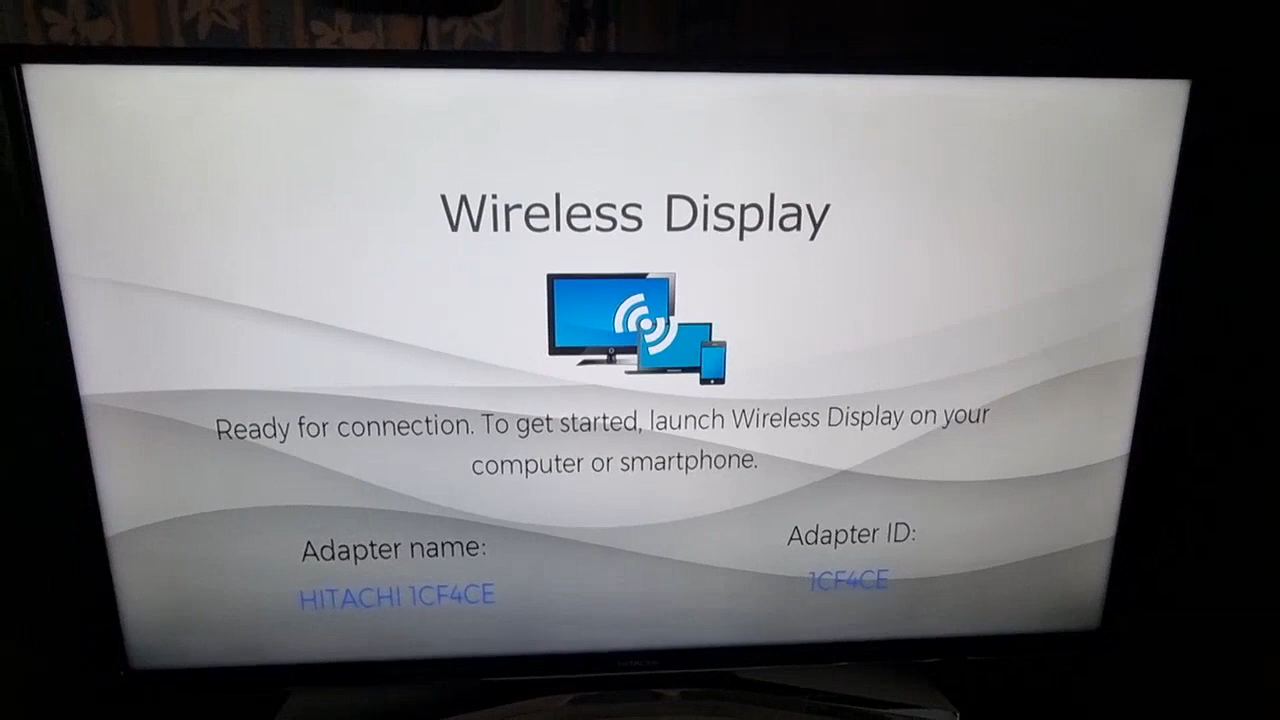 Wireless Display
Ready for connection. To get started, launch Wireless Display on your
computer or smartphone.
Adapter name:
HITACHI 1CF4CE
Adapter ID:
1CF4CE
HITACHI